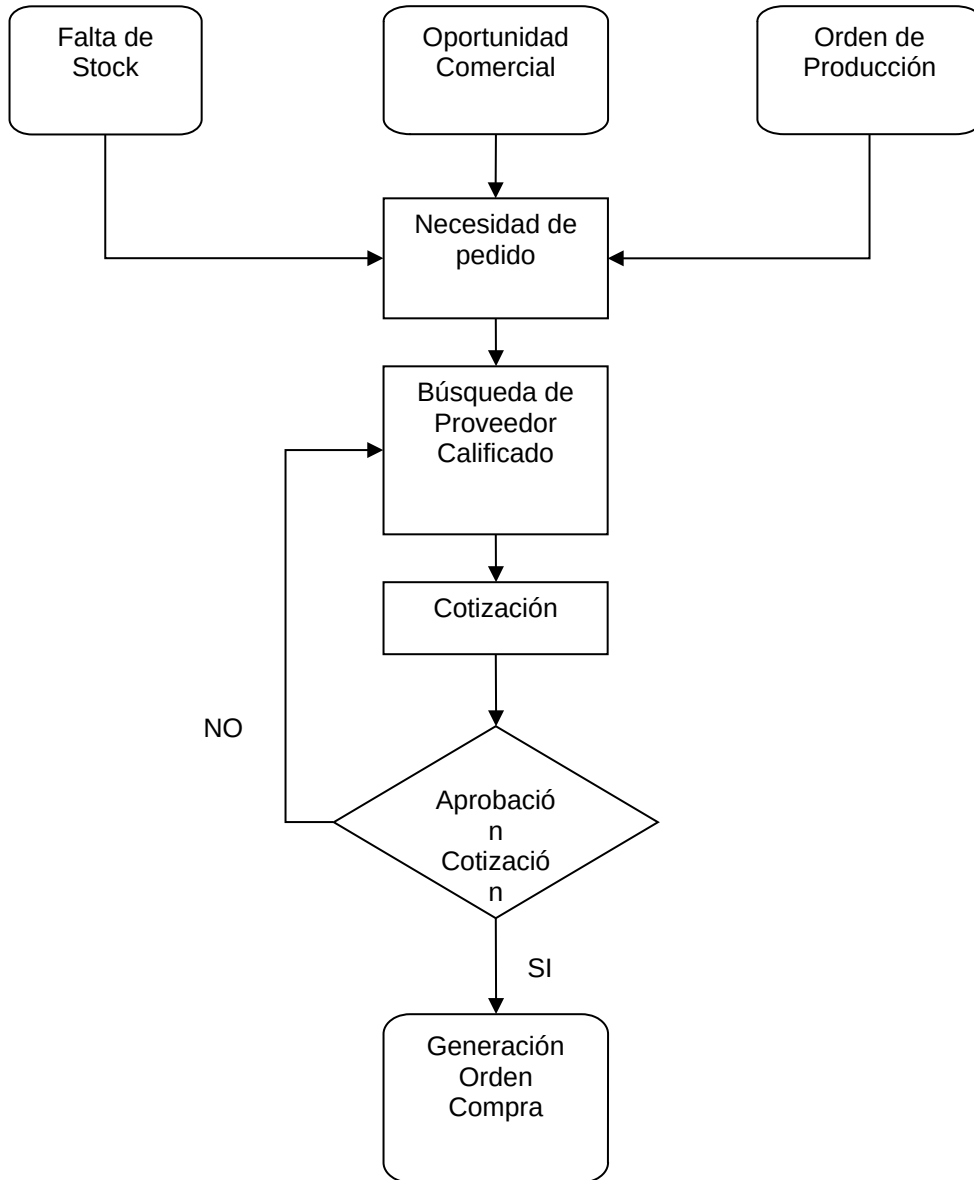 Falta de
Stock
Oportunidad
Comercial
Orden de
Producción
Necesidad de
pedido
Búsqueda de
Proveedor
Calificado
Cotización
NO
Aprobació
n
Cotizació
n
SI
Generación
Orden
Compra